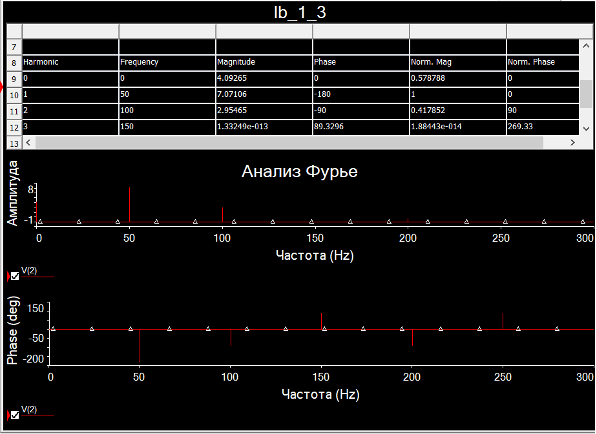 lb_1_3
7
8 Harmonic Frequency Magnitude Phase Norm. Mag Norm. Phase
9 0 0 4.09265 0 0.578788 0
10 1 50 7.07106 -180 1 0
11 2 100 2.95465 -90 0.417852 90
12 3 150 1.33249e-013 89.3296 1.88443e-014 269.33
13
Анализ Фурье
Амплитуда
8
-1
0 50 100 150 200 250 300
Частота (Hz)
V(2)
Phase (deg)
150
-50
-200
0 50 100 150 200 250 300
Частота (Hz)
V(2)